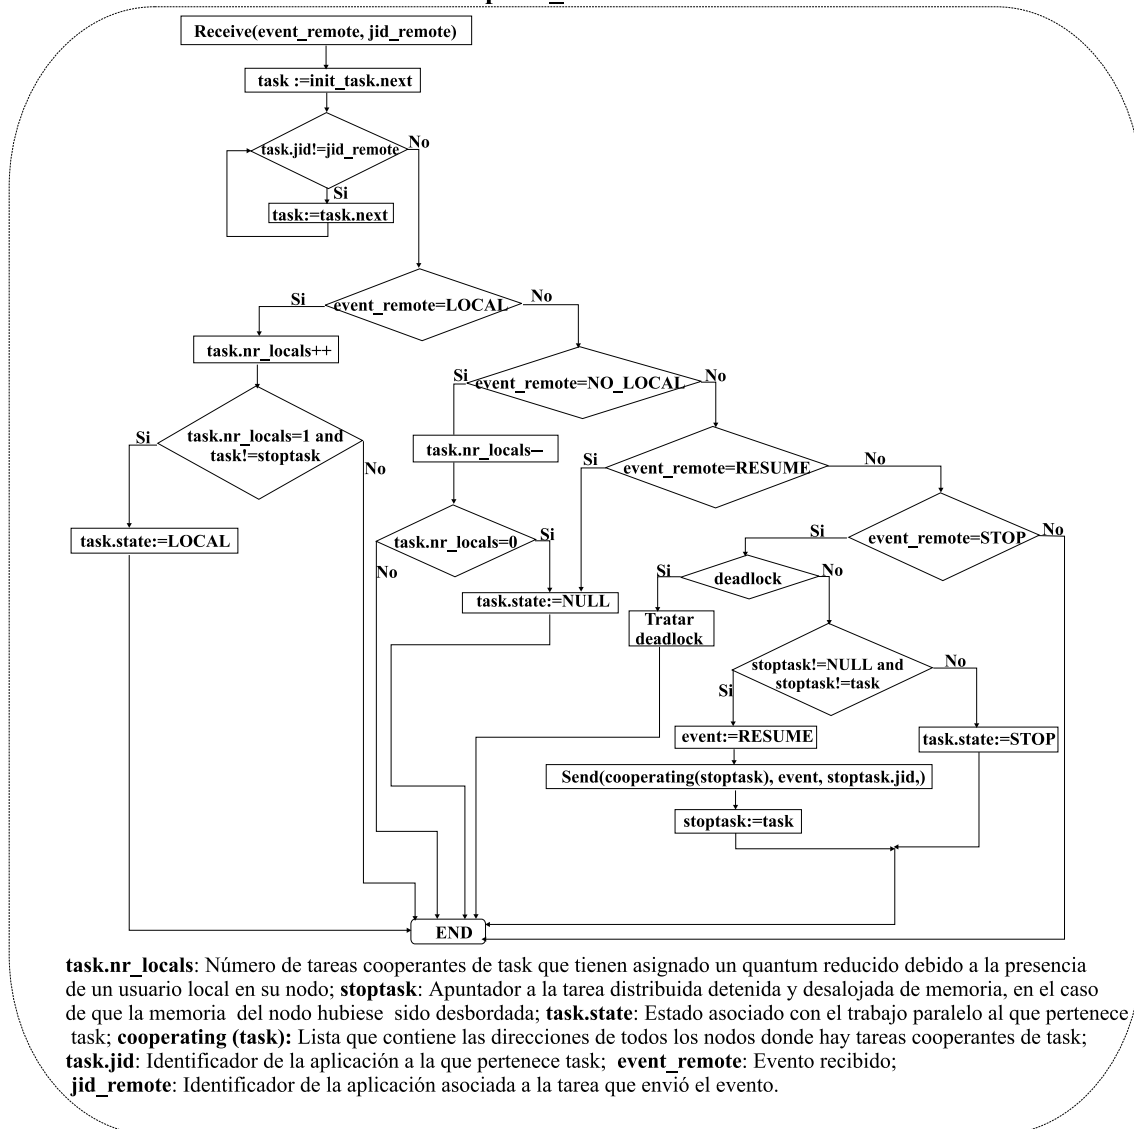 Receive(event_remote, jid_remote)
task :=init_task.next
task.jid!=jid_remote
No
Si
task:=task.next
event_remote=LOCAL
Si
No
task.nr_locals++
event_remote=NO_LOCAL
Si
No
task.nr_locals=1 and
task!=stoptask
Si
No
task.nr_locals--
event_remote=RESUME
Si
No
task.state:=LOCAL
task.nr_locals=0
Si
No
event_remote=STOP
Si
No
deadlock
Si
No
task.state:=NULL
Tratar
deadlock
stoptask!=NULL and
stoptask!=task
Si
No
event:=RESUME
task.state:=STOP
Send(cooperating(stoptask), event, stoptask.jid,)
stoptask:=task
END
task.nr_locals: Número de tareas cooperantes de task que tienen asignado un quantum reducido debido a la presencia
de un usuario local en su nodo; stoptask: Apuntador a la tarea distribuida detenida y desalojada de memoria, en el caso
de que la memoria del nodo hubiese sido desbordada; task.state: Estado asociado con el trabajo paralelo al que pertenece
task; cooperating (task): Lista que contiene las direcciones de todos los nodos donde hay tareas cooperantes de task;
task.jid: Identificador de la aplicación a la que pertenece task; event_remote: Evento recibido;
jid_remote: Identificador de la aplicación asociada a la tarea que envió el evento.